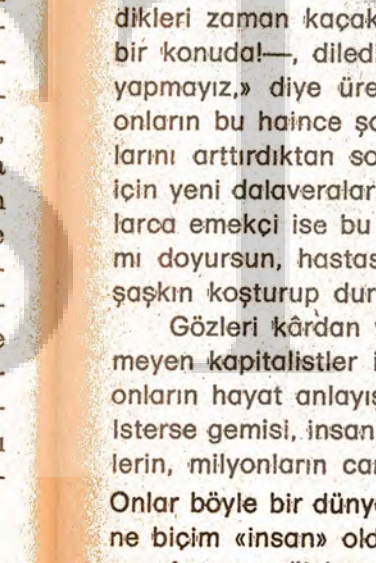 dikleri zaman kaçak
bir konuda!—, diled
yapmayız,» diye üre
onların bu haince şa
larını arttırdıktan so
için yeni dalaveralar
larca emekçi ise bu
mı doyursun, hastas
şaşkın koşturup dur
Gözleri kârdan
meyen kapitalistler i
onların hayat anlayış
Isterse gemisi, insan
lerin, milyonların can
Onlar böyle bir düny
ne biçim «insan» old